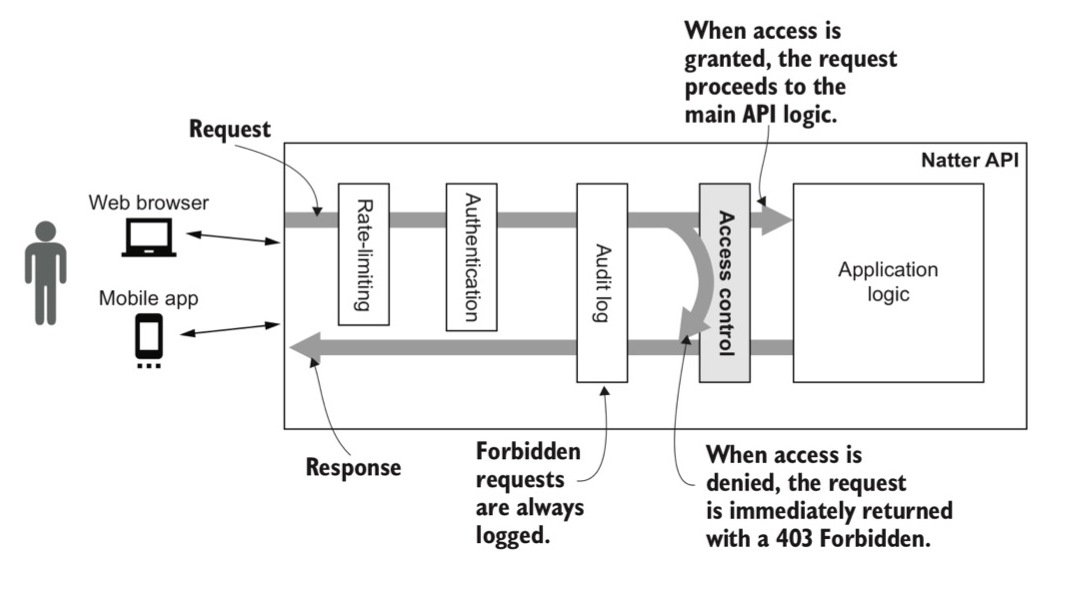 When access is
granted, the request
proceeds to the
main API logic.
Request
Natter API
Web browser
Mobile app
Rate-limiting
Authentication
Audit log
Access control
Application
logic
Response
Forbidden
requests
are always
logged.
When access is
denied, the request
is immediately returned
with a 403 Forbidden.